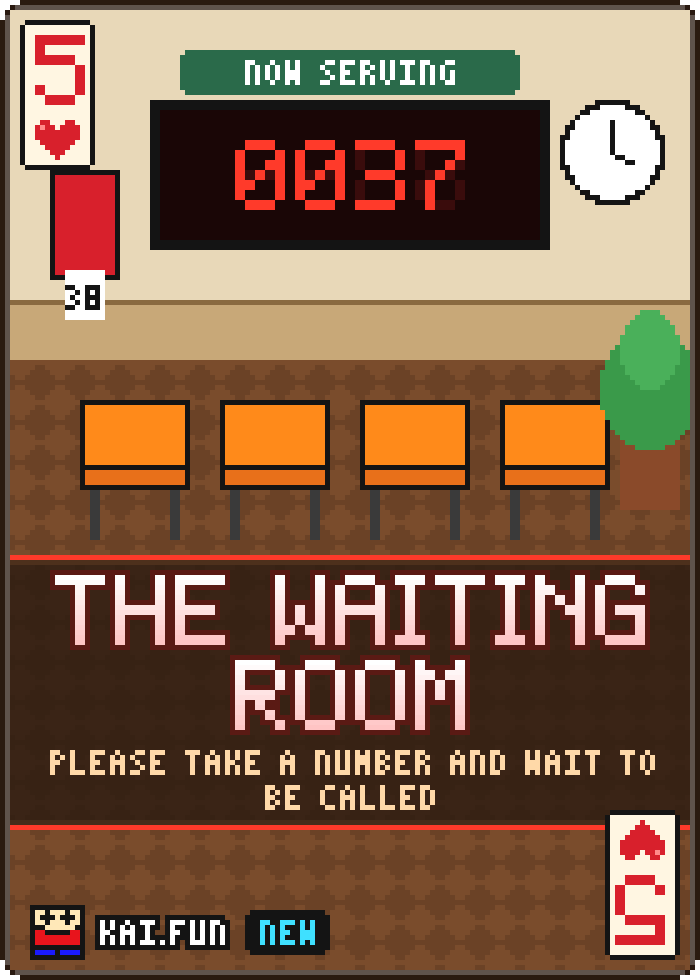 5
NOW SERVING
0037
38
THE WAITING
ROOM
PLEASE TAKE A NUMBER AND WAIT TO
BE CALLED
KAI.FUN NEW
5